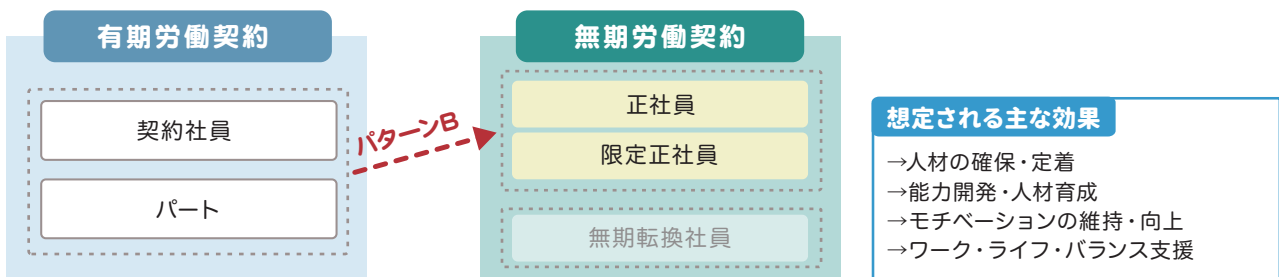 有期労働契約
契約社員
パート
パターンB
無期労働契約
正社員
限定正社員
無期転換社員
想定される主な効果
→人材の確保・定着
→能力開発・人材育成
→モチベーションの維持・向上
→ワーク・ライフ・バランス支援